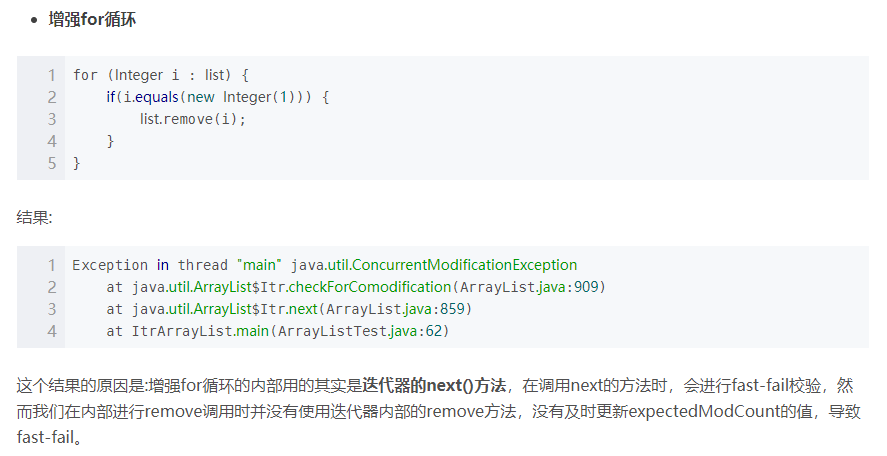 • 增强for循环
1 for (Integer i : list) {
2     if(i.equals(new Integer(1))) {
3         list.remove(i);
4     }
5 }
结果:
1 Exception in thread "main" java.util.ConcurrentModificationException
2     at java.util.ArrayList$Itr.checkForComodification(ArrayList.java:909)
3     at java.util.ArrayList$Itr.next(ArrayList.java:859)
4     at ItrArrayList.main(ArrayListTest.java:62)
这个结果的原因是:增强for循环的内部用的其实是迭代器的next()方法，在调用next的方法时，会进行fast-fail校验，然
而我们在内部进行remove调用时并没有使用迭代器内部的remove方法，没有及时更新expectedModCount的值，导致
fast-fail。